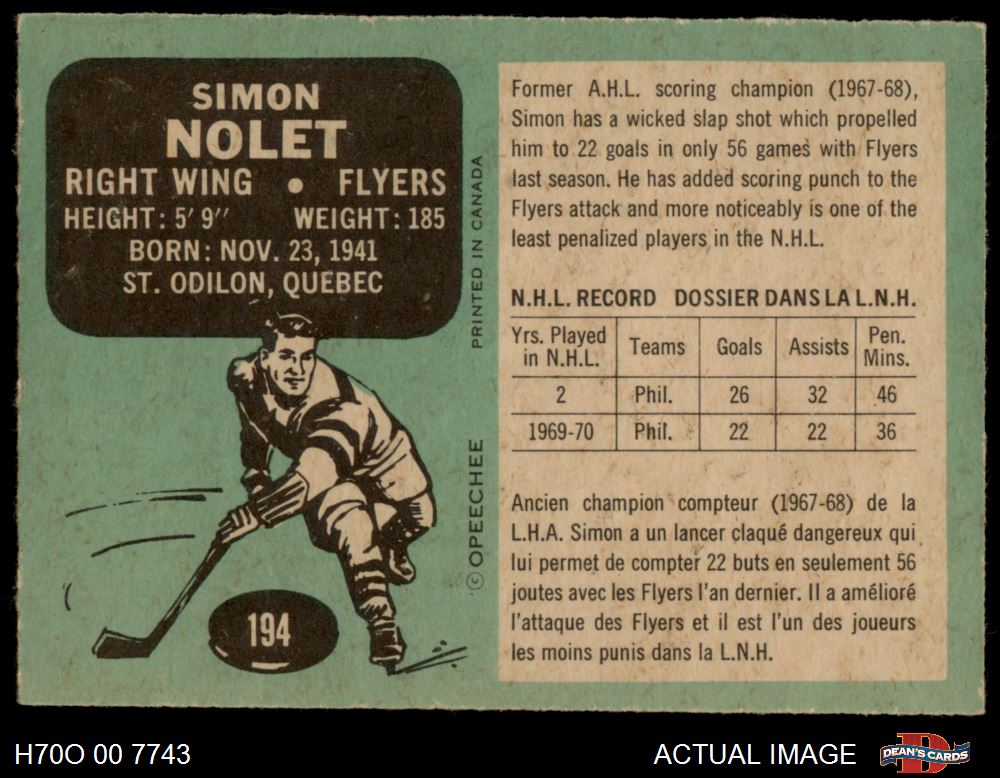 SIMON
NOLET
RIGHT WING • FLYERS
HEIGHT: 5' 9" WEIGHT: 185
BORN: NOV. 23, 1941
ST. ODILON, QUEBEC
194
© OPEECHEE PRINTED IN CANADA
Former A.H.L. scoring champion (1967-68),
Simon has a wicked slap shot which propelled
him to 22 goals in only 56 games with Flyers
last season. He has added scoring punch to the
Flyers attack and more noticeably is one of the
least penalized players in the N.H.L.
N.H.L. RECORD DOSSIER DANS LA L.N.H.
Yrs. Played in N.H.L. Teams Goals Assists Pen. Mins.
2 Phil. 26 32 46
1969-70 Phil. 22 22 36
Ancien champion compteur (1967-68) de la
L.H.A. Simon a un lancer claqué dangereux qui
lui permet de compter 22 buts en seulement 56
joutes avec les Flyers l'an dernier. Il a amélioré
l'attaque des Flyers et il est l'un des joueurs
les moins punis dans la L.N.H.
H70O 00 7743
ACTUAL IMAGE
DEAN'S CARDS